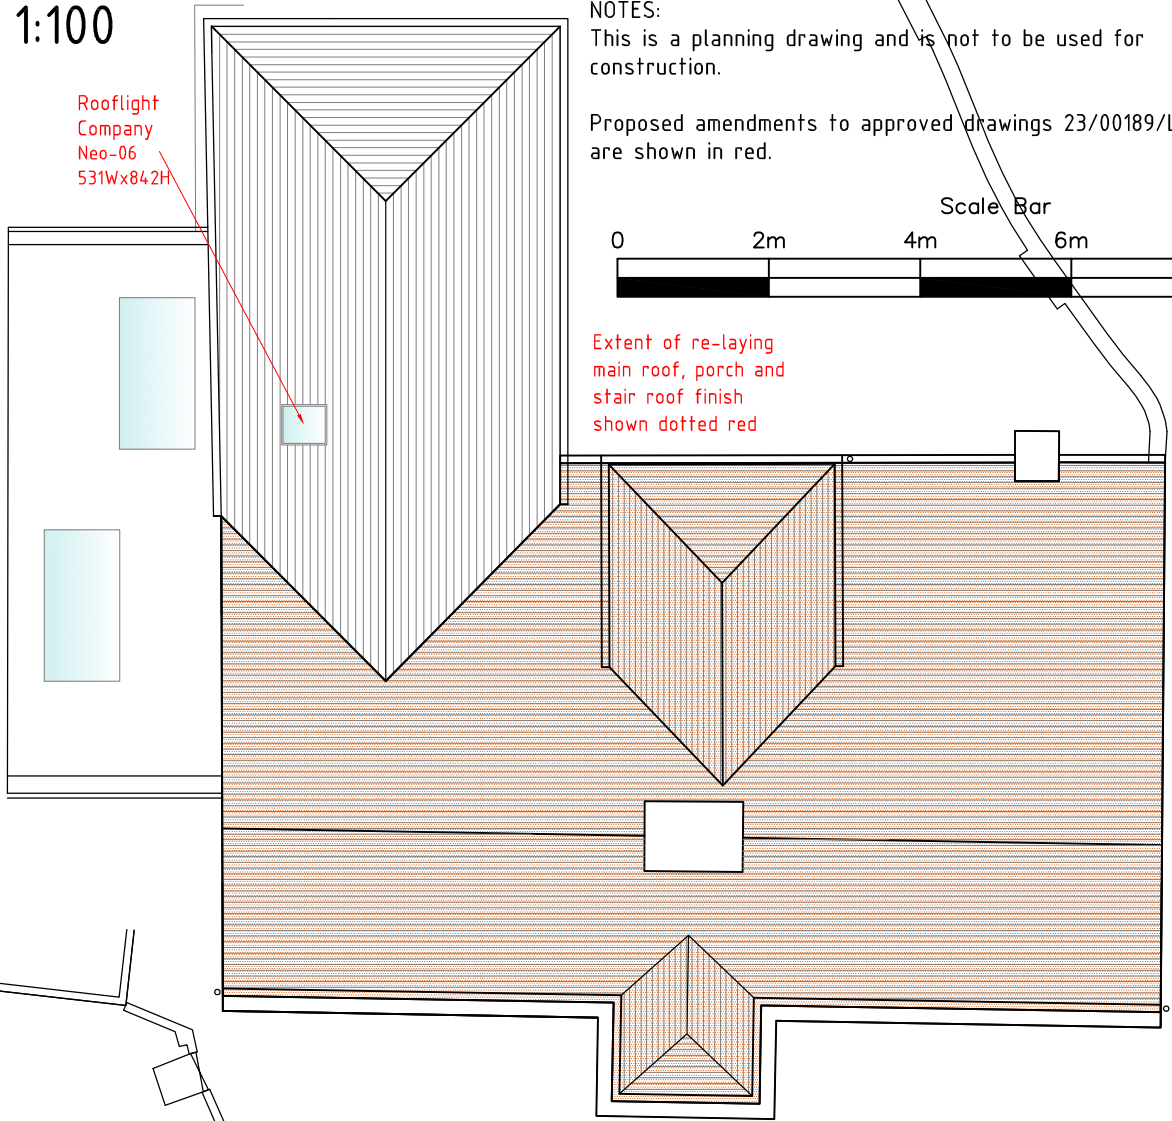 1:100
NOTES:
This is a planning drawing and is not to be used for
construction.
Proposed amendments to approved drawings 23/00189/L
are shown in red.
Rooflight
Company
Neo-06
531Wx842H
Scale Bar
0 2m 4m 6m
Extent of re-laying
main roof, porch and
stair roof finish
shown dotted red